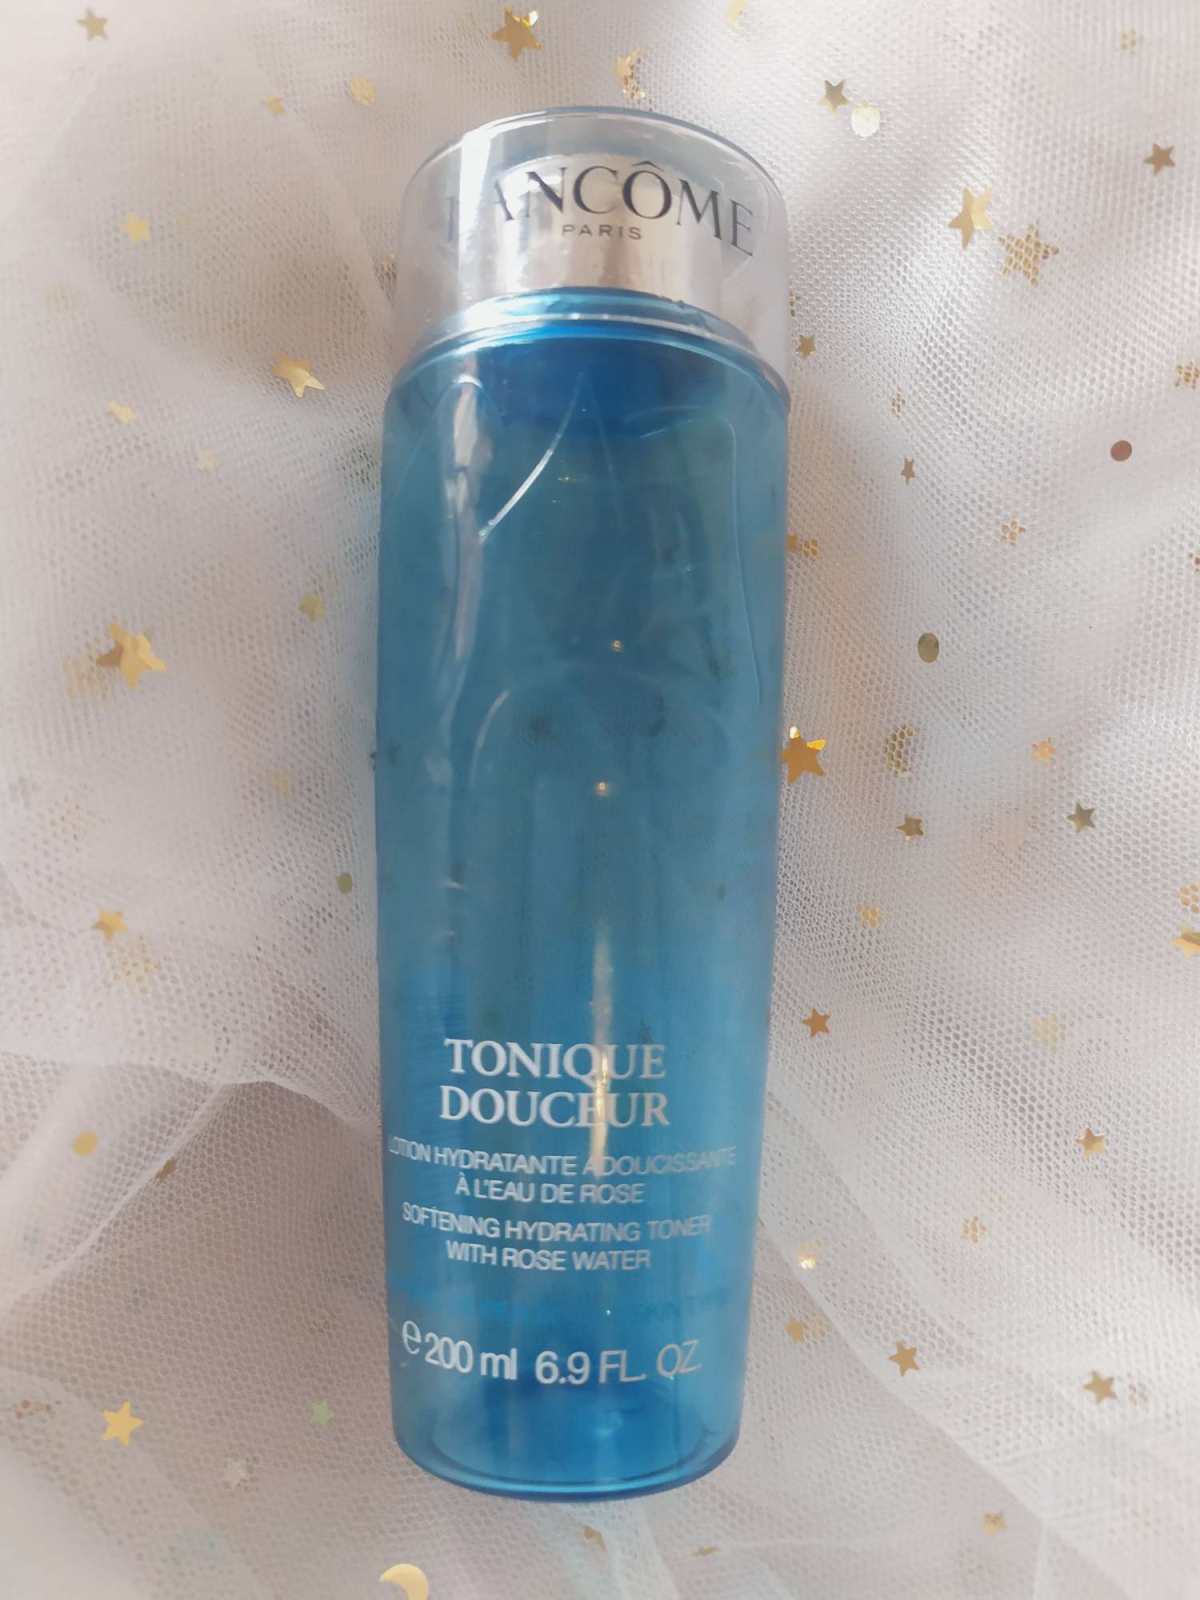 LANCÔME
PARIS
TONIQUE
DOUCEUR
LOTION HYDRATANTE ADOUCISSANTE
À L'EAU DE ROSE
SOFTENING HYDRATING TONER
WITH ROSE WATER
℮ 200 ml 6.9 FL. OZ.